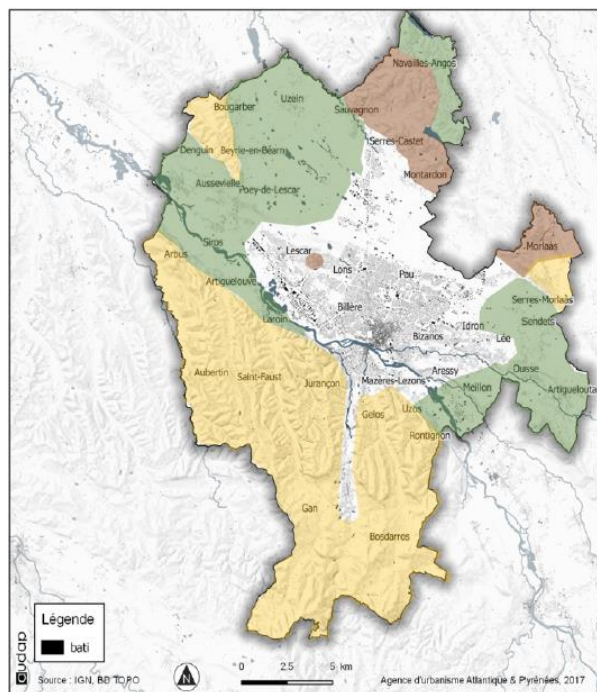 Navailles-Angos
Bougarber
Uzein
Sauvagnon
Serres-Castet
Denguin
Beyrie-en-Béarn
Montardon
Aussevielle
Poey-de-Lescar
Morlaàs
Siros
Lescar
Arbus
Lons
Pau
Serres-Morlaàs
Artiguelouve
Billère
Sendets
Laroin
Idron
Lée
Bizanos
Ousse
Aubertin
Saint-Faust
Jurançon
Mazères-Lezons
Aressy
Meillon
Artigueloutan
Gelos
Uzos
Rontignon
Gan
Bosdarros
Légende
bati
audap
Source : IGN, BD TOPO
N
0 2.5 5 km
Agence d'urbanisme Atlantique & Pyrénées, 2017